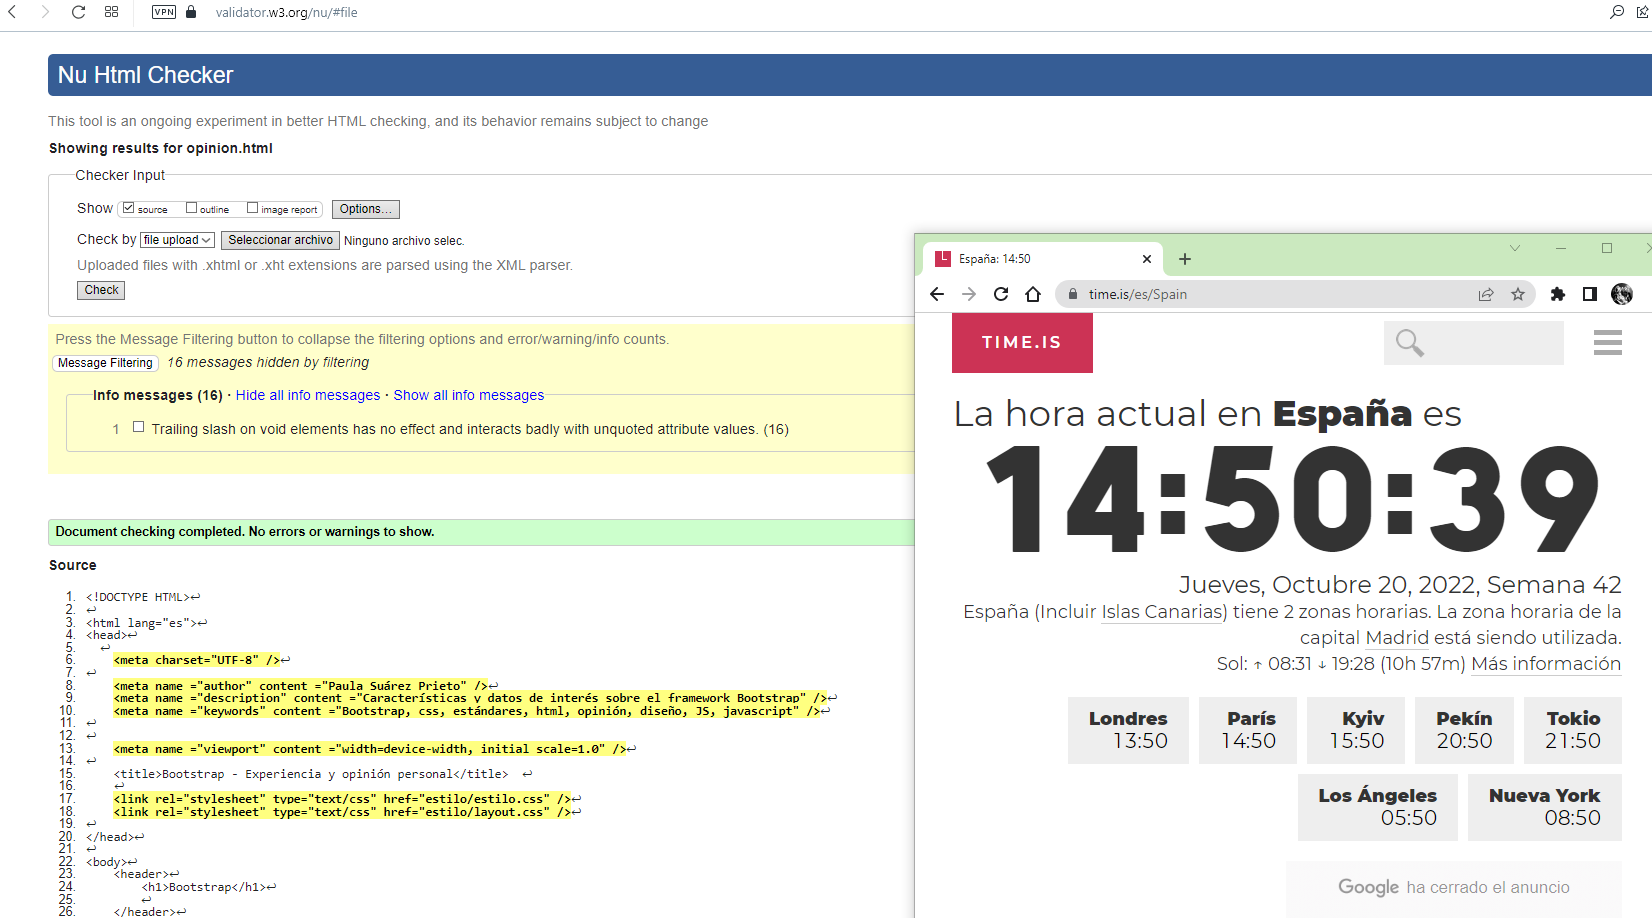 VPN validator.w3.org/nu/#file
Nu Html Checker
This tool is an ongoing experiment in better HTML checking, and its behavior remains subject to change
Showing results for opinion.html
Checker Input
Show source outline image report Options...
Check by file upload Seleccionar archivo Ninguno archivo selec.
Uploaded files with .xhtml or .xht extensions are parsed using the XML parser.
Check
Press the Message Filtering button to collapse the filtering options and error/warning/info counts.
Message Filtering 16 messages hidden by filtering
Info messages (16) · Hide all info messages · Show all info messages
1 Trailing slash on void elements has no effect and interacts badly with unquoted attribute values. (16)
Document checking completed. No errors or warnings to show.
Source
1. <!DOCTYPE HTML>↩
2. ↩
3. <html lang="es">↩
4. <head>↩
5. ↩
6. <meta charset="UTF-8" />↩
7. ↩
8. <meta name ="author" content ="Paula Suárez Prieto" />↩
9. <meta name ="description" content ="Características y datos de interés sobre el framework Bootstrap" />↩
10. <meta name ="keywords" content ="Bootstrap, css, estándares, html, opinión, diseño, JS, javascript" />↩
11. ↩
12. ↩
13. <meta name ="viewport" content ="width=device-width, initial scale=1.0" />↩
14. ↩
15. <title>Bootstrap - Experiencia y opinión personal</title> ↩
16. ↩
17. <link rel="stylesheet" type="text/css" href="estilo/estilo.css" />↩
18. <link rel="stylesheet" type="text/css" href="estilo/layout.css" />↩
19. ↩
20. </head>↩
21. ↩
22. <body>↩
23. <header>↩
24. <h1>Bootstrap</h1>↩
25. ↩
26. </header>↩
España: 14:50
time.is/es/Spain
TIME.IS
La hora actual en España es
14:50:39
Jueves, Octubre 20, 2022, Semana 42
España (Incluir Islas Canarias) tiene 2 zonas horarias. La zona horaria de la
capital Madrid está siendo utilizada.
Sol: ↑ 08:31 ↓ 19:28 (10h 57m) Más información
Londres París Kyiv Pekín Tokio
13:50 14:50 15:50 20:50 21:50
Los Ángeles Nueva York
05:50 08:50
Google ha cerrado el anuncio